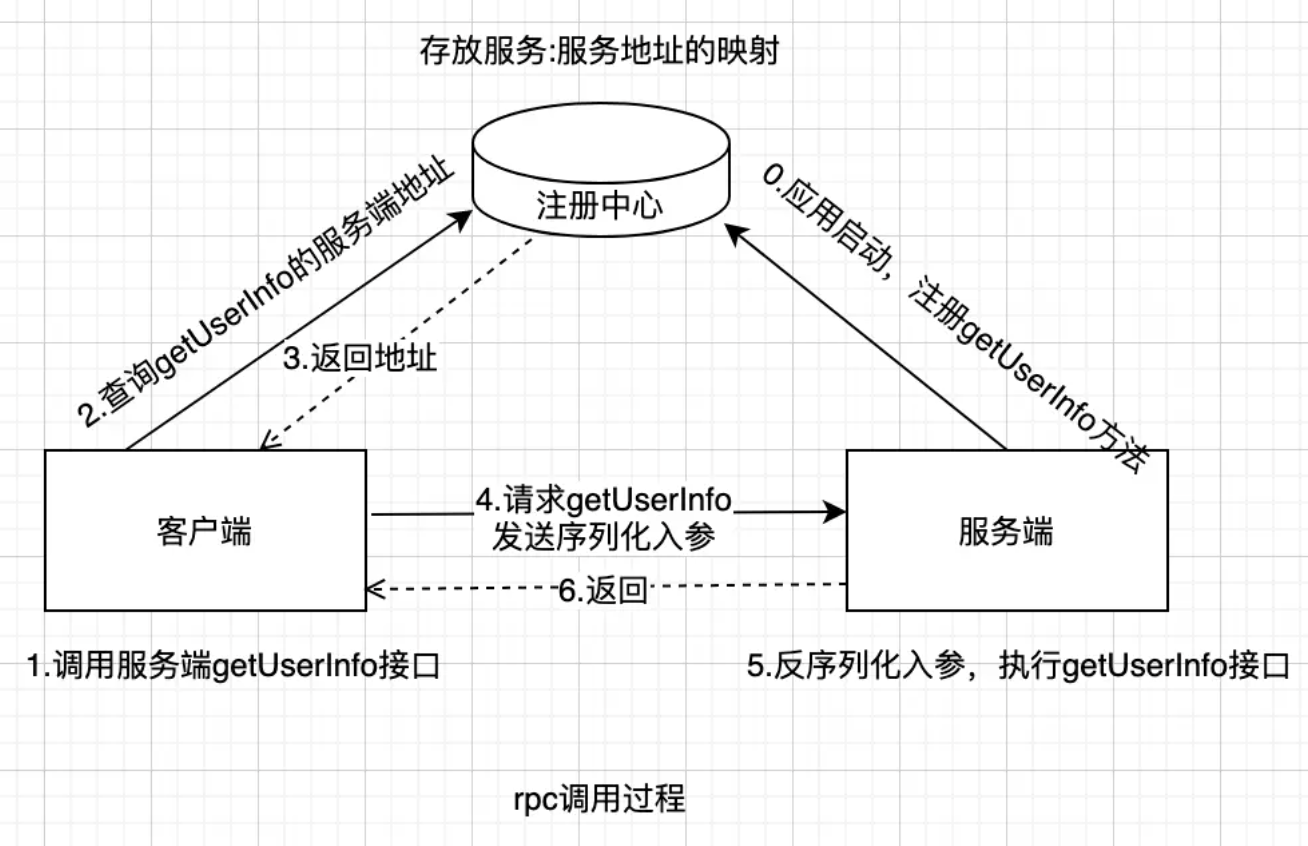 存放服务:服务地址的映射
注册中心
0.应用启动，注册getUserInfo方法
2.查询getUserInfo的服务端地址
3.返回地址
客户端
4.请求getUserInfo
发送序列化入参
服务端
6.返回
1.调用服务端getUserInfo接口
5.反序列化入参，执行getUserInfo接口
rpc调用过程